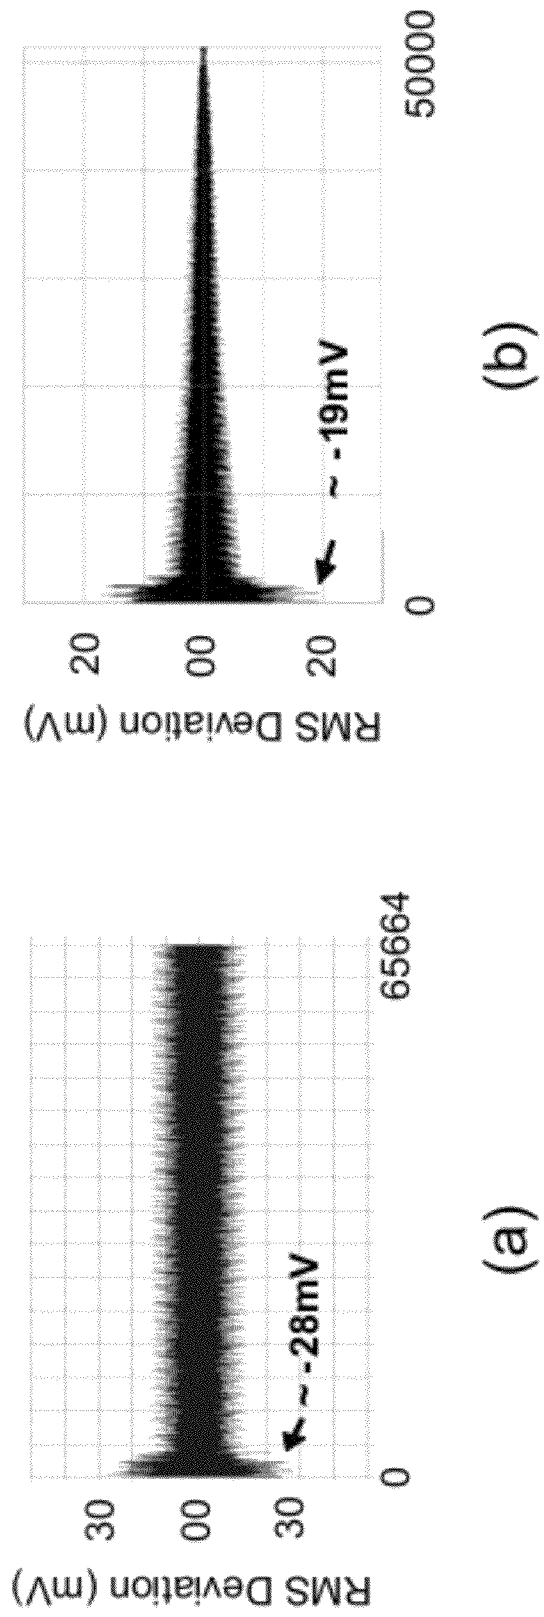 RMS Deviation (mV)
30
00
30
~ -28mV
0
65664
(a)
RMS Deviation (mV)
20
00
20
~ -19mV
0
50000
(b)